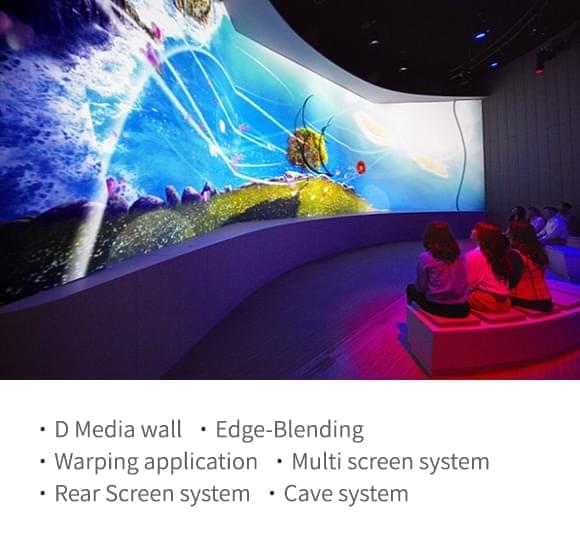 ・D Media wall ・Edge-Blending
・Warping application ・Multi screen system
・Rear Screen system ・Cave system